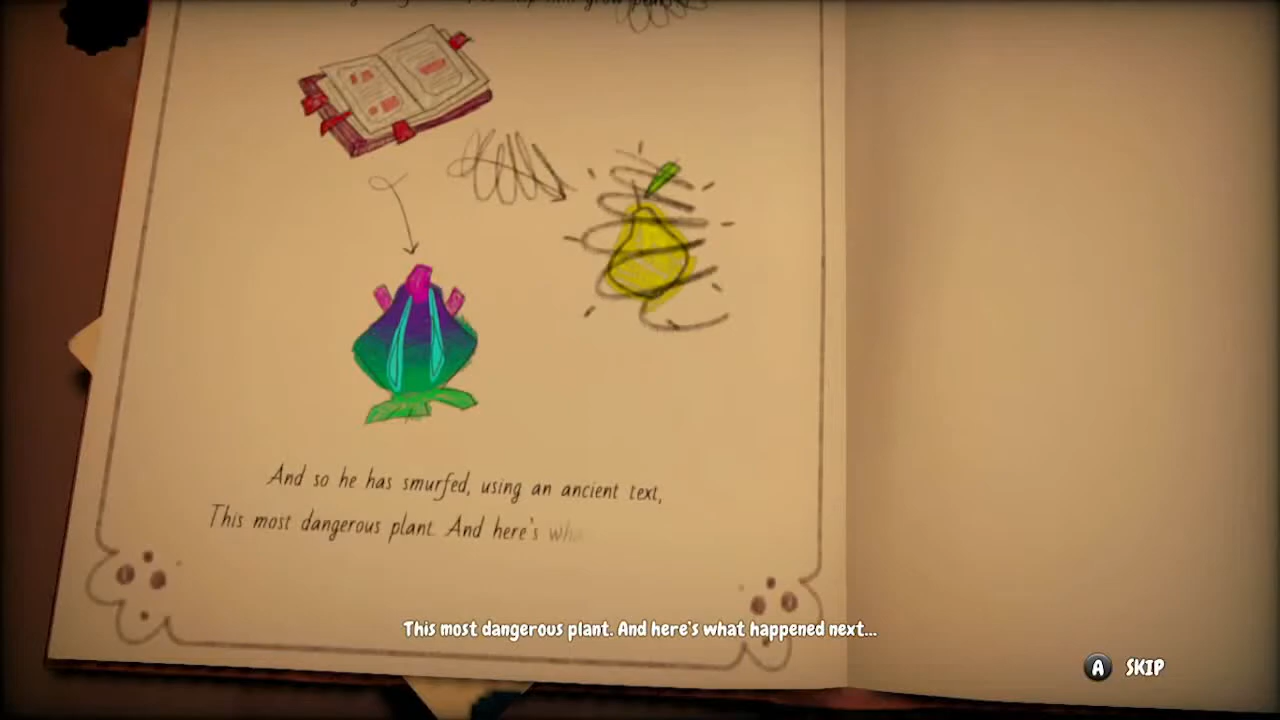 And so he has smurfed, using an ancient text,
This most dangerous plant. And here's wha
This most dangerous plant. And here's what happened next...
A SKIP